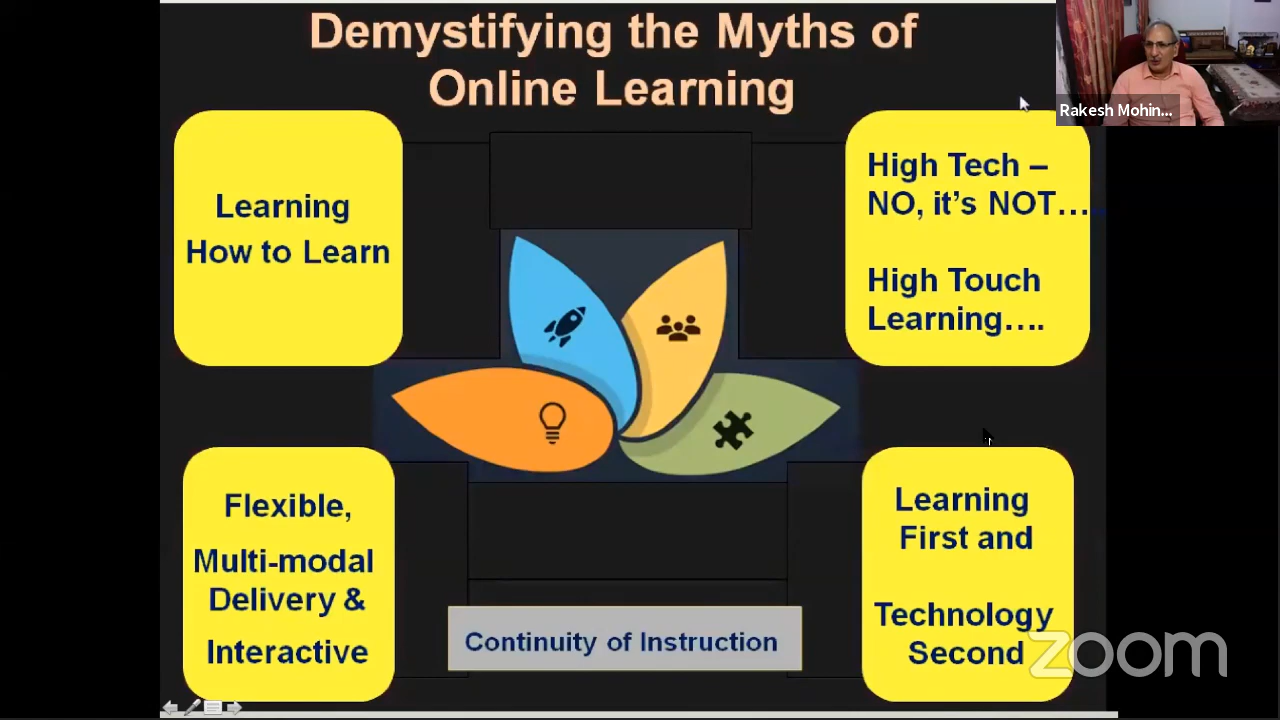 Demystifying the Myths of
Online Learning
Rakesh Mohin...
Learning
How to Learn
High Tech –
NO, it's NOT….
High Touch
Learning….
Flexible,
Multi-modal
Delivery &
Interactive
Continuity of Instruction
Learning
First and
Technology
Second
zoom